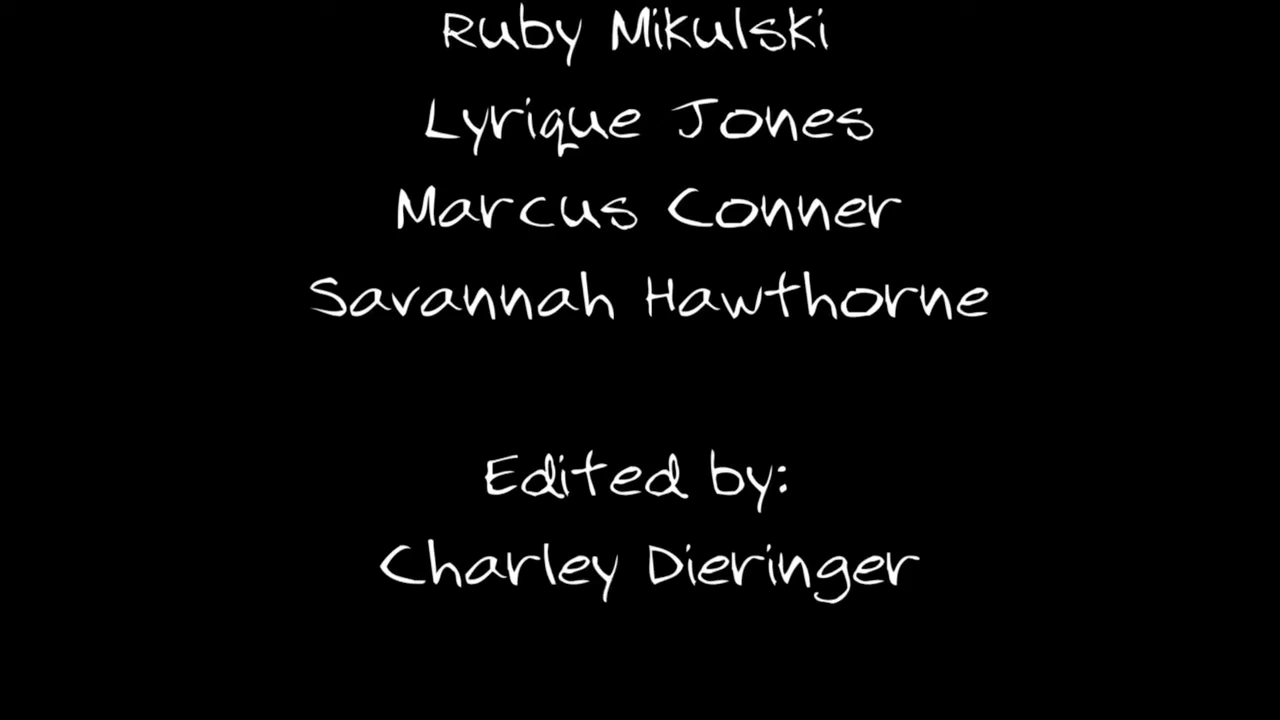 Ruby Mikulski
Lyrique Jones
Marcus Conner
Savannah Hawthorne
Edited by:
Charley Dieringer